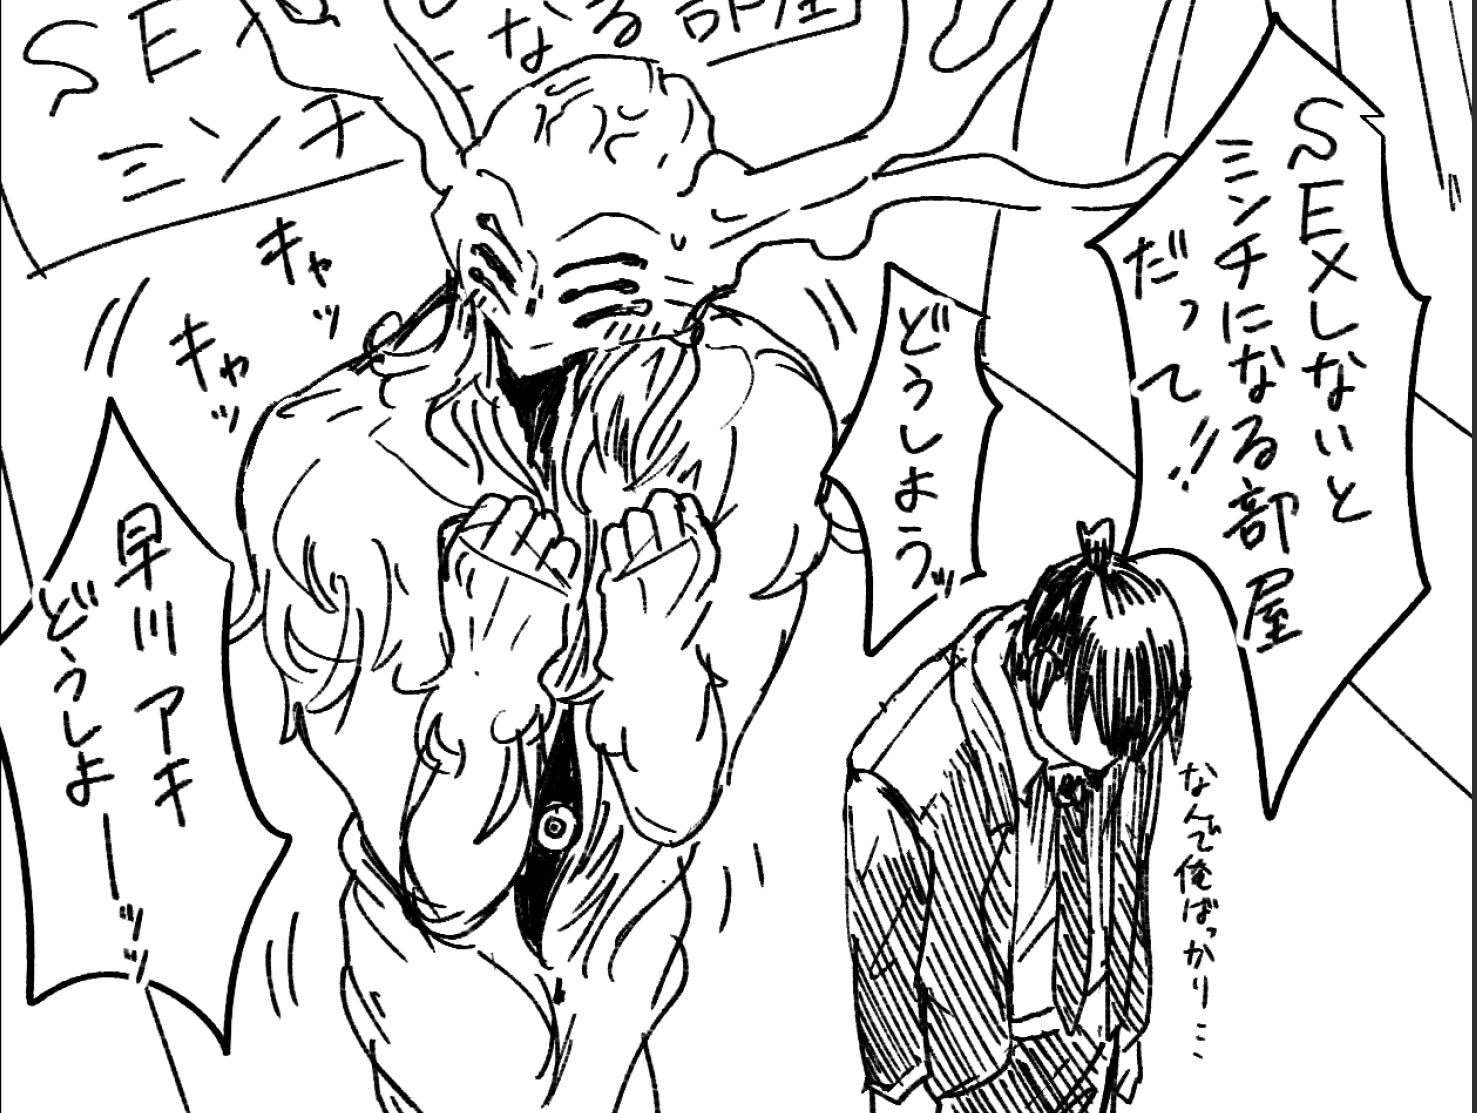 SEX
ミンチ
なる部屋
SEXしないと
ミンチになる部屋
だって!!
どうしようッ
キャッ
キャッ
早川アキ
どうしよーッッ
なんで俺ばっかり…